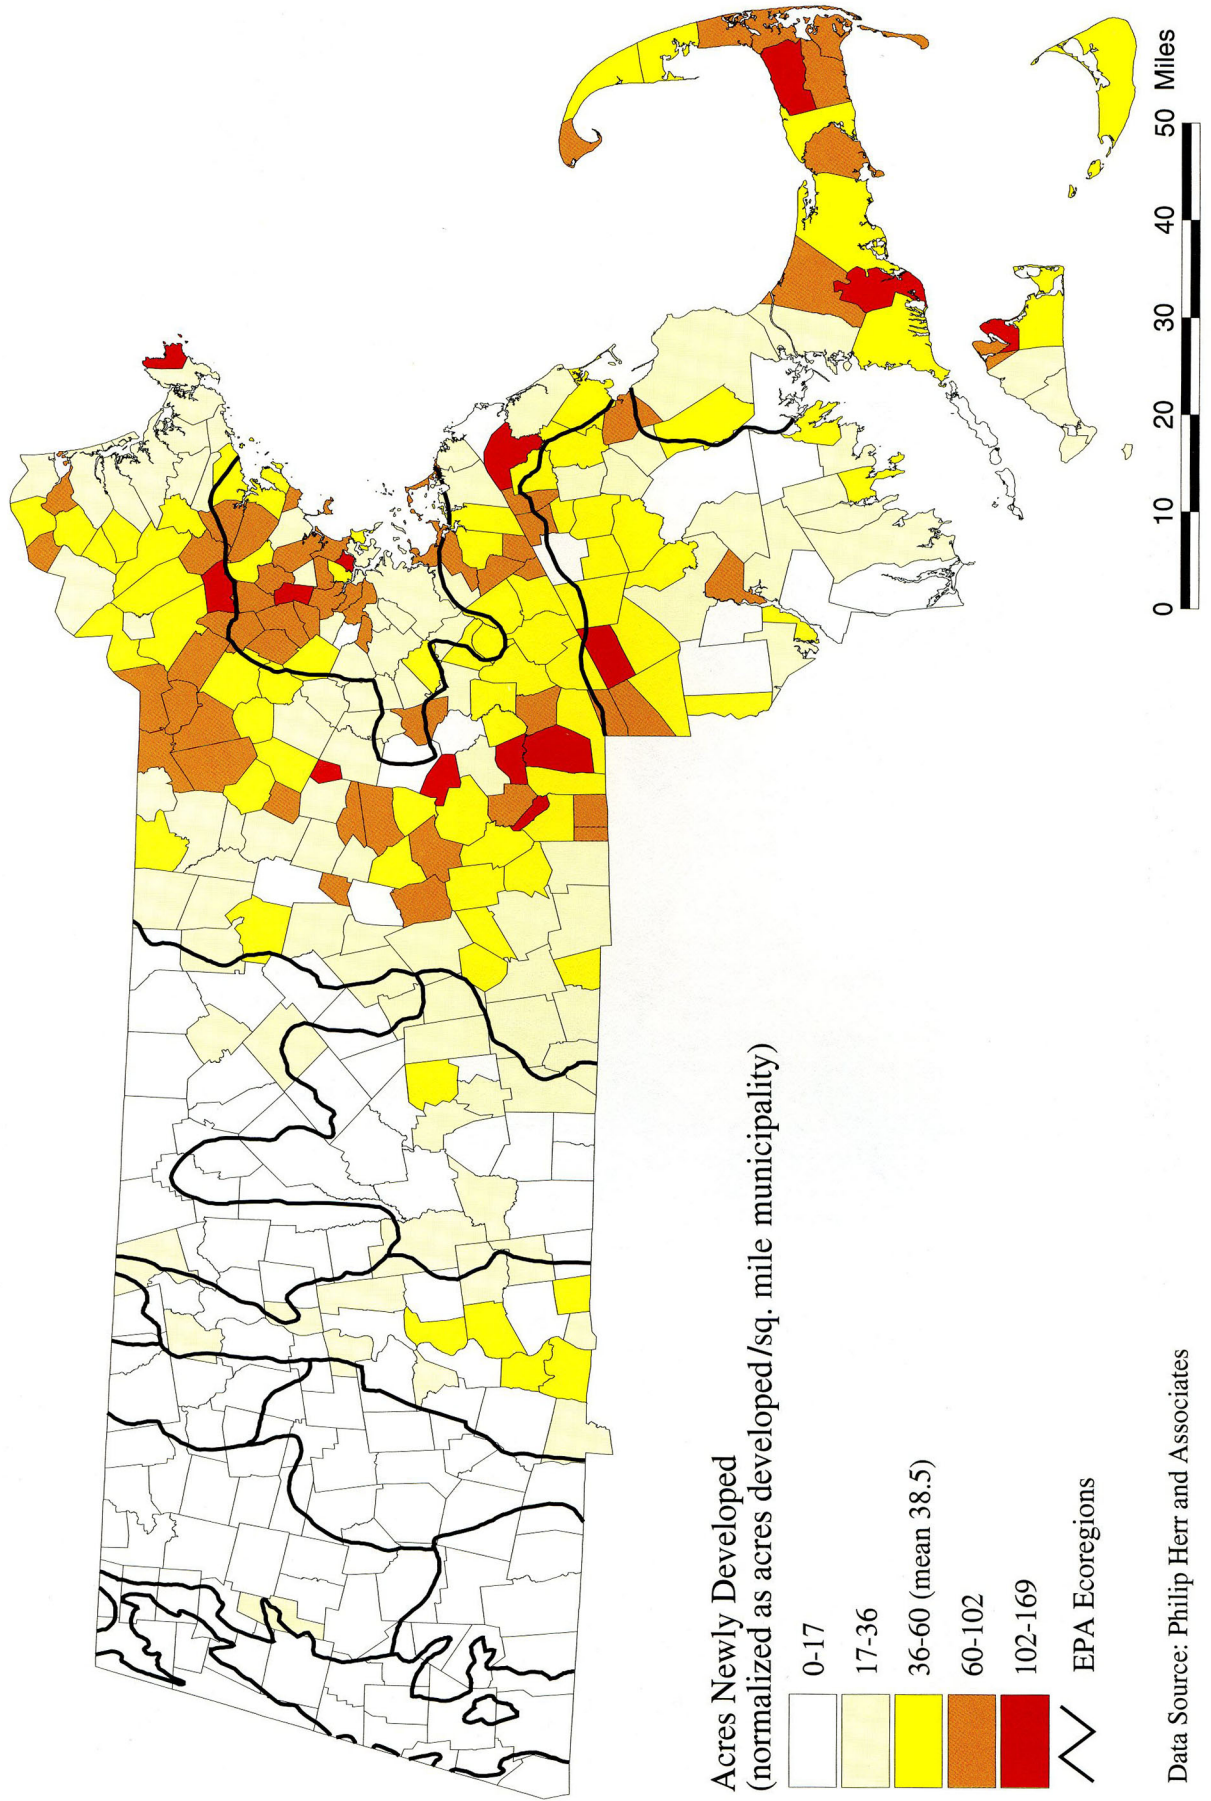 Acres Newly Developed
(normalized as acres developed/sq. mile municipality)
0-17
17-36
36-60 (mean 38.5)
60-102
102-169
EPA Ecoregions
Data Source: Philip Herr and Associates
0 10 20 30 40 50 Miles